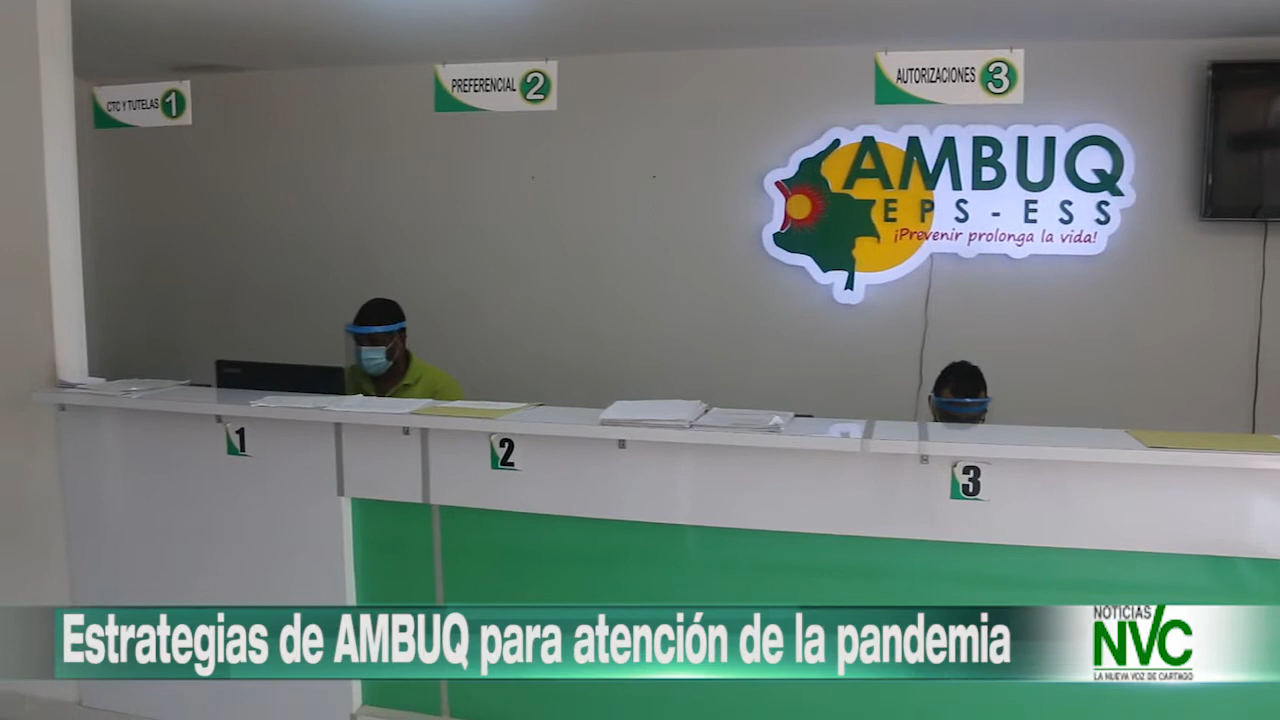 CTC Y TUTELAS 1
PREFERENCIAL 2
AUTORIZACIONES 3
AMBUQ
EPS-ESS
¡Prevenir prolonga la vida!
1
2
3
Estrategias de AMBUQ para atención de la pandemia
NOTICIAS
NVC
LA NUEVA VOZ DE CARTAGO